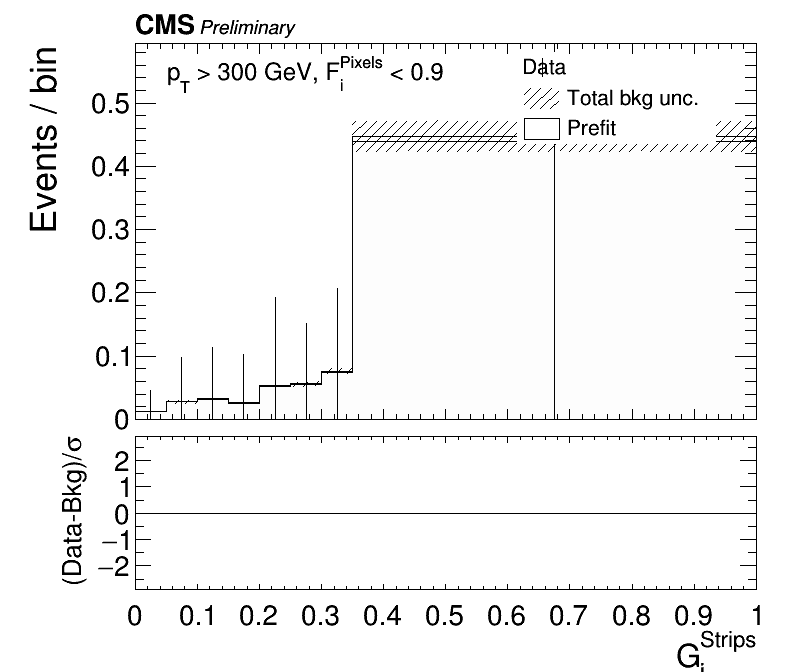 CMS Preliminary
p_T > 300 GeV, F_i^Pixels < 0.9
Data
Total bkg unc.
Prefit
Events / bin
0.5
0.4
0.3
0.2
0.1
0
(Data-Bkg)/σ
2
1
0
−1
−2
0 0.1 0.2 0.3 0.4 0.5 0.6 0.7 0.8 0.9 1
G_i^Strips